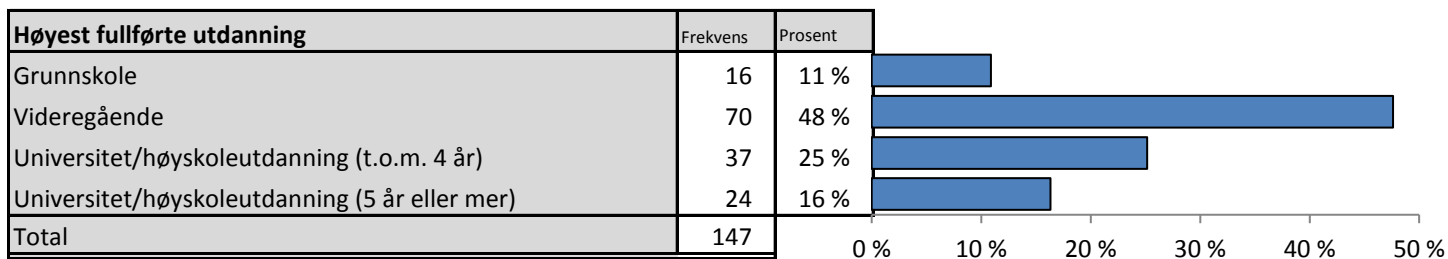 Høyest fullførte utdanning Frekvens Prosent
Grunnskole 16 11 %
Videregående 70 48 %
Universitet/høyskoleutdanning (t.o.m. 4 år) 37 25 %
Universitet/høyskoleutdanning (5 år eller mer) 24 16 %
Total 147
0 % 10 % 20 % 30 % 40 % 50 %